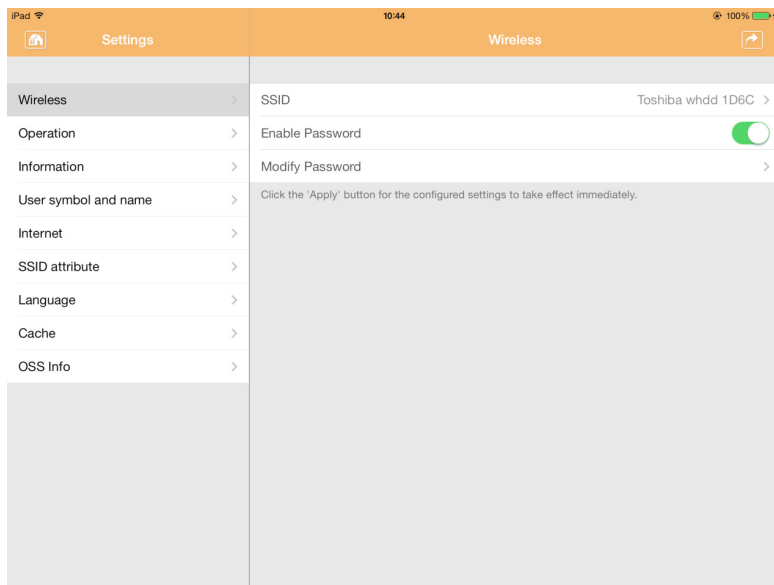 iPad 10:44 100%
Settings Wireless
Wireless
Operation
Information
User symbol and name
Internet
SSID attribute
Language
Cache
OSS Info
SSID Toshiba whdd 1D6C
Enable Password
Modify Password
Click the 'Apply' button for the configured settings to take effect immediately.